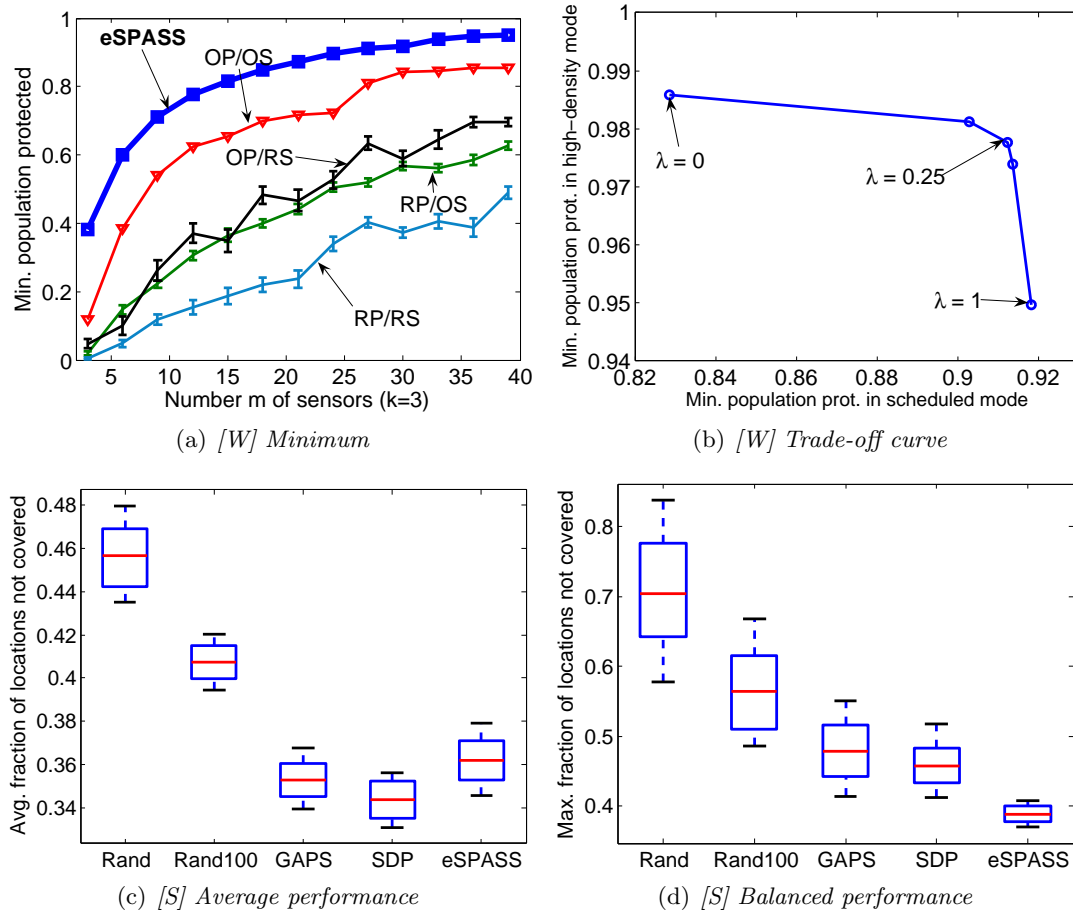 Min. population protected
1
0.8
0.6
0.4
0.2
0
eSPASS
OP/OS
OP/RS
RP/OS
RP/RS
5 10 15 20 25 30 35 40
Number m of sensors (k=3)
(a) [W] Minimum
Min. population prot. in high−density mode
1
0.99
0.98
0.97
0.96
0.95
0.94
λ = 0
λ = 0.25
λ = 1
0.82 0.84 0.86 0.88 0.9 0.92
Min. population prot. in scheduled mode
(b) [W] Trade-off curve
Avg. fraction of locations not covered
0.48
0.46
0.44
0.42
0.4
0.38
0.36
0.34
Rand Rand100 GAPS SDP eSPASS
(c) [S] Average performance
Max. fraction of locations not covered
0.8
0.7
0.6
0.5
0.4
Rand Rand100 GAPS SDP eSPASS
(d) [S] Balanced performance